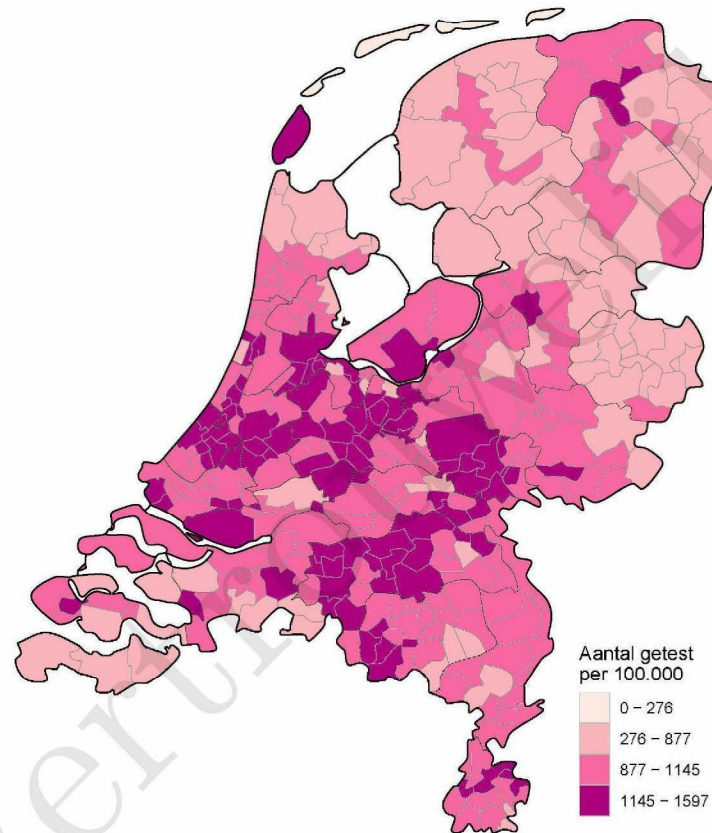 Aantal getest
per 100.000
0 – 276
276 – 877
877 – 1145
1145 – 1597